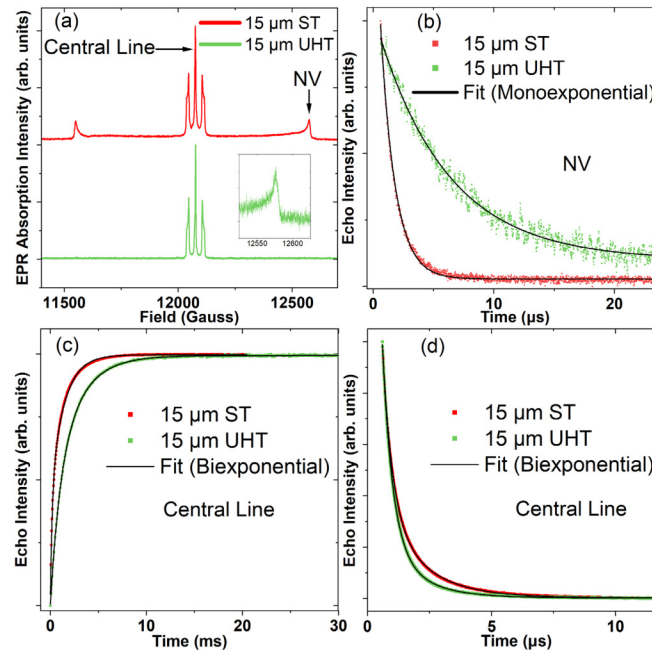 (a)
15 µm ST
15 µm UHT
Central Line
NV
12550 12600
EPR Absorption Intensity (arb. units)
11500 12000 12500
Field (Gauss)
(b)
15 µm ST
15 µm UHT
Fit (Monoexponential)
NV
Echo Intensity (arb. units)
0 10 20
Time (µs)
(c)
15 µm ST
15 µm UHT
Fit (Biexponential)
Central Line
Echo Intensity (arb. units)
0 10 20 30
Time (ms)
(d)
15 µm ST
15 µm UHT
Fit (Biexponential)
Central Line
Echo Intensity (arb. units)
0 5 10
Time (µs)